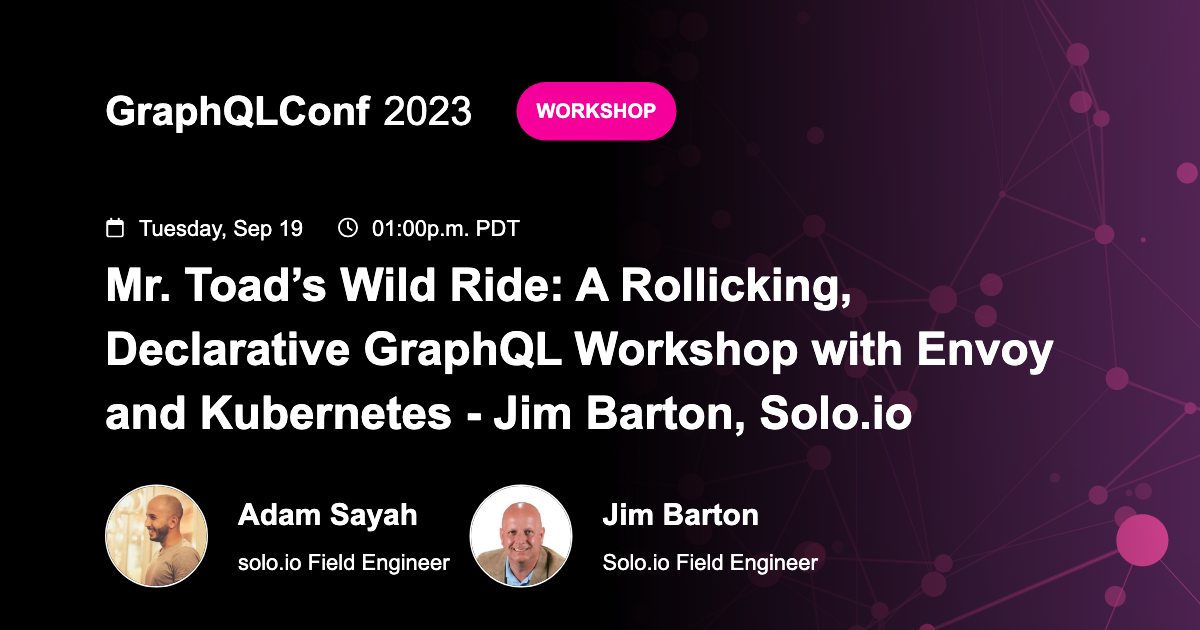 GraphQLConf 2023
WORKSHOP
Tuesday, Sep 19
01:00p.m. PDT
Mr. Toad’s Wild Ride: A Rollicking,
Declarative GraphQL Workshop with Envoy
and Kubernetes - Jim Barton, Solo.io
Adam Sayah
solo.io Field Engineer
Jim Barton
Solo.io Field Engineer